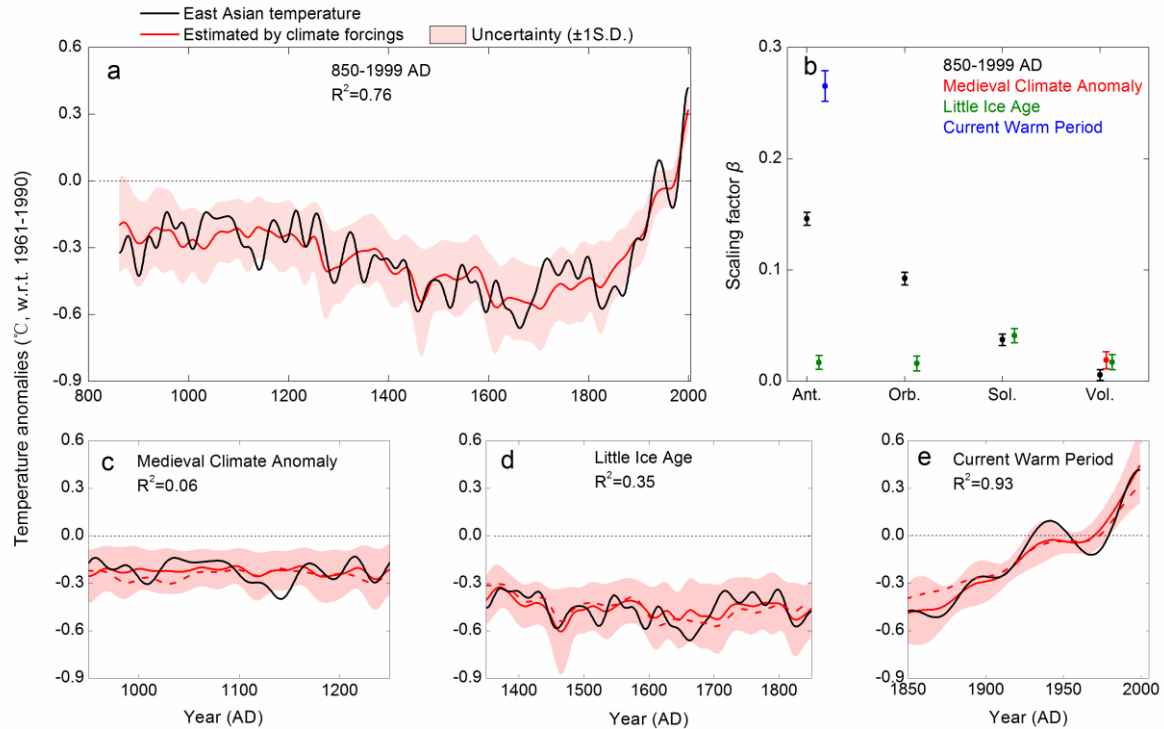 East Asian temperature
Estimated by climate forcings
Uncertainty (±1S.D.)
Temperature anomalies (℃, w.r.t. 1961-1990)
0.6
0.3
0.0
-0.3
-0.6
-0.9
a
850-1999 AD
R²=0.76
800
1000
1200
1400
1600
1800
2000
Scaling factor β
0.3
0.2
0.1
0.0
b
850-1999 AD
Medieval Climate Anomaly
Little Ice Age
Current Warm Period
Ant.
Orb.
Sol.
Vol.
0.6
0.3
0.0
-0.3
-0.6
-0.9
c
Medieval Climate Anomaly
R²=0.06
1000
1100
1200
Year (AD)
0.6
0.3
0.0
-0.3
-0.6
-0.9
d
Little Ice Age
R²=0.35
1400
1500
1600
1700
1800
Year (AD)
0.6
0.3
0.0
-0.3
-0.6
-0.9
e
Current Warm Period
R²=0.93
1850
1900
1950
2000
Year (AD)